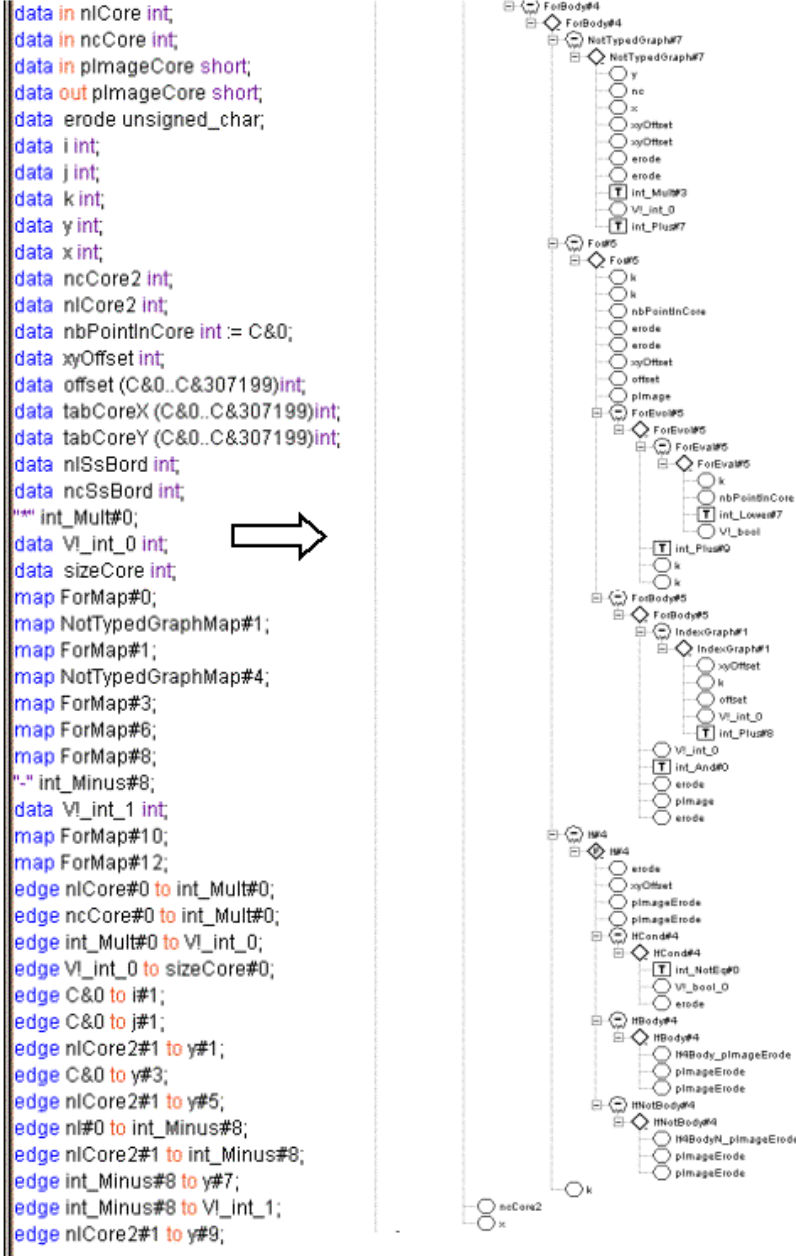 data in nlCore int;
data in ncCore int;
data in pImageCore short;
data out pImageCore short;
data erode unsigned_char;
data i int;
data j int;
data k int;
data y int;
data x int;
data ncCore2 int;
data nlCore2 int;
data nbPointInCore int := C&0;
data xyOffset int;
data offset (C&0..C&307199)int;
data tabCoreX (C&0..C&307199)int;
data tabCoreY (C&0..C&307199)int;
data nlSsBord int;
data ncSsBord int;
"*" int_Mult#0;
data V!_int_0 int;
data sizeCore int;
map ForMap#0;
map NotTypedGraphMap#1;
map ForMap#1;
map NotTypedGraphMap#4;
map ForMap#3;
map ForMap#6;
map ForMap#8;
"-" int_Minus#8;
data V!_int_1 int;
map ForMap#10;
map ForMap#12;
edge nlCore#0 to int_Mult#0;
edge ncCore#0 to int_Mult#0;
edge int_Mult#0 to V!_int_0;
edge V!_int_0 to sizeCore#0;
edge C&0 to i#1;
edge C&0 to j#1;
edge nlCore2#1 to y#1;
edge C&0 to y#3;
edge nlCore2#1 to y#5;
edge nl#0 to int_Minus#8;
edge nlCore2#1 to int_Minus#8;
edge int_Minus#8 to y#7;
edge int_Minus#8 to V!_int_1;
edge nlCore2#1 to y#9;
ForBody#4
ForBody#4
NotTypedGraph#7
NotTypedGraph#7
y
nc
x
xyOffset
xyOffset
erode
erode
T int_Mult#3
V!_int_0
T int_Plus#7
For#5
For#5
k
k
nbPointInCore
erode
erode
xyOffset
offset
pImage
ForEvol#5
ForEvol#5
ForEval#5
ForEval#5
k
nbPointInCore
T int_Lower#7
V!_bool
T int_Plus#9
k
k
ForBody#5
ForBody#5
IndexGraph#1
IndexGraph#1
xyOffset
k
offset
V!_int_0
T int_Plus#8
V!_int_0
T int_And#0
erode
pImage
erode
If#4
If#4
erode
xyOffset
pImageErode
pImageErode
IfCond#4
IfCond#4
T int_NotEq#0
V!_bool_0
erode
IfBody#4
IfBody#4
If4Body_pImageErode
pImageErode
pImageErode
IfNotBody#4
IfNotBody#4
If4BodyN_pImageErode
pImageErode
pImageErode
k
ncCore2
x